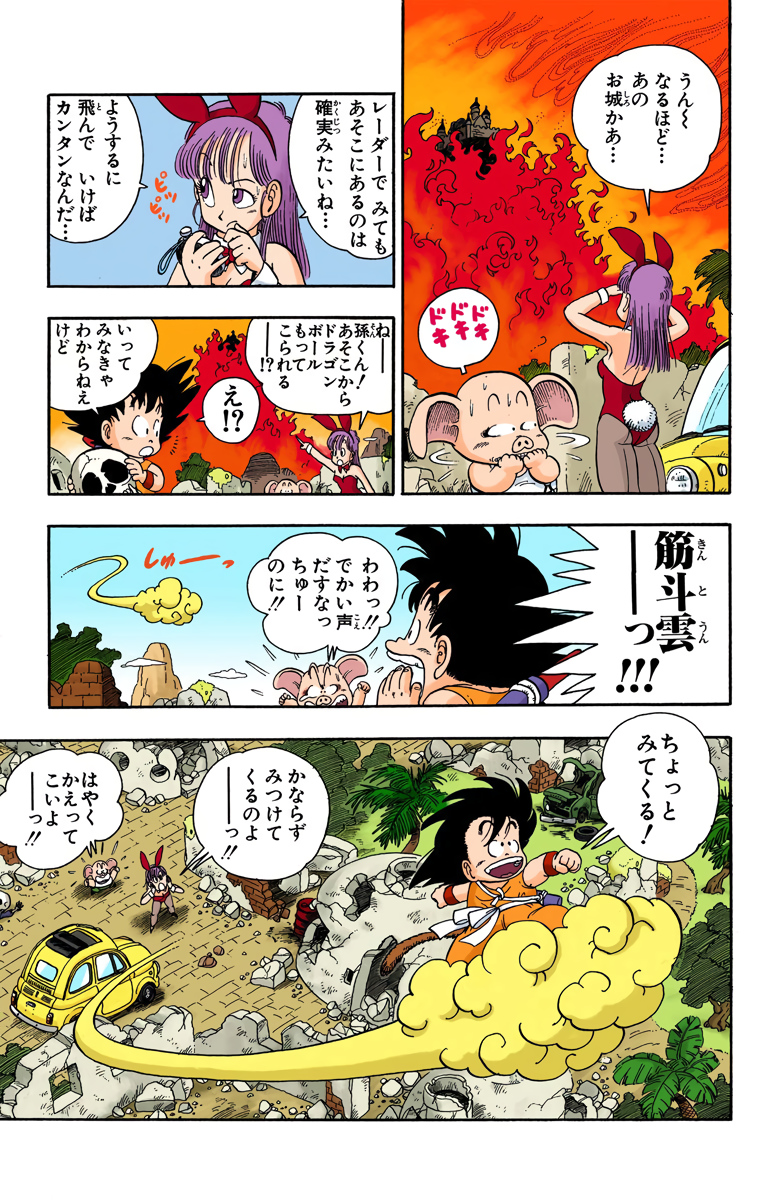 うん〜
なるほど…
あの
お城かあ…
ドキ
ドキ
ドキ
レーダーで みても
あそこにあるのは
確実みたいね…
ようするに
飛んで いけば
カンタンなんだ…
ピッ
ピッ
ね――
孫くん!
あそこから
ドラゴン
ボール
もって
こられる
――!?
え!?
いって
みなきゃ
わからねえ
けど
筋斗雲
――っ
!!!
わわっ!!
でかい声
だすなっ
ちゅー
のに!!
しゅーっ
ちょっと
みてくる!
かならず
みつけて
くるのよ
――っ!!
はやく
かえって
こいよ
――っ!!